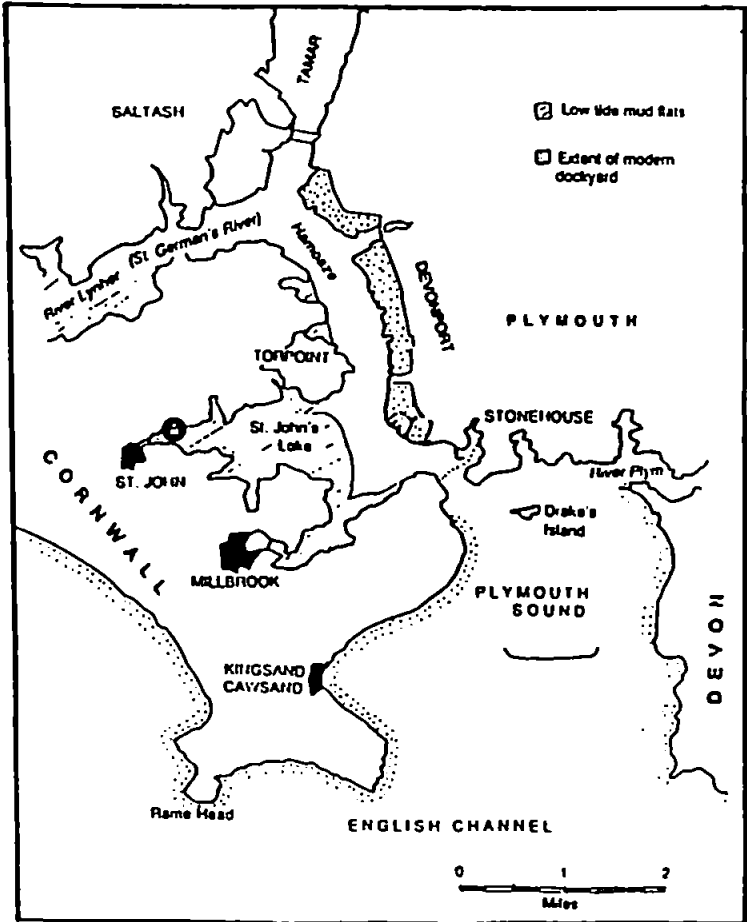 TAMAR
SALTASH
Low tide mud flats
Extent of modern
dockyard
River Lynher (St. German's River)
Hamoaze
DEVONPORT
PLYMOUTH
TORPOINT
St. John's
Lake
STONEHOUSE
ST. JOHN
River Plym
CORNWALL
Drake's
Island
MILLBROOK
PLYMOUTH
SOUND
DEVON
KINGSAND
CAWSAND
Rame Head
ENGLISH CHANNEL
0 1 2
Miles